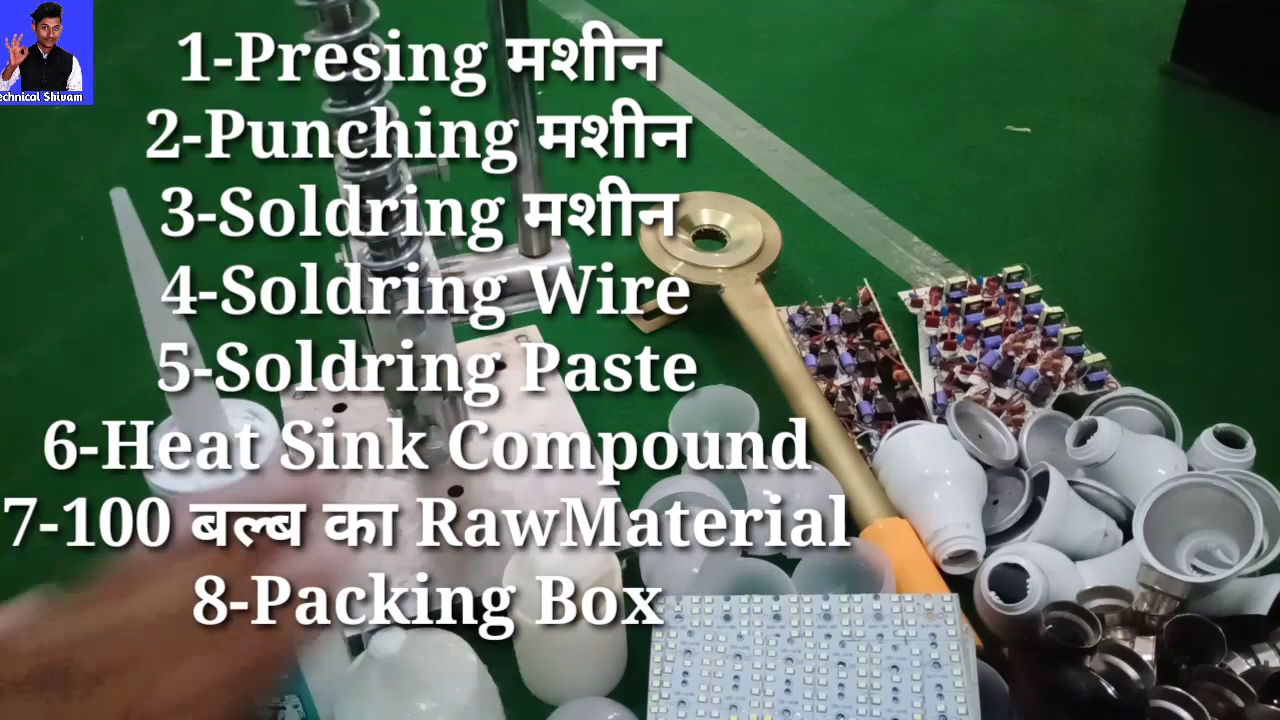 echnical Shivam
1-Presing मशीन
2-Punching मशीन
3-Soldring मशीन
4-Soldring Wire
5-Soldring Paste
6-Heat Sink Compound
7-100 बल्ब का RawMaterial
8-Packing Box